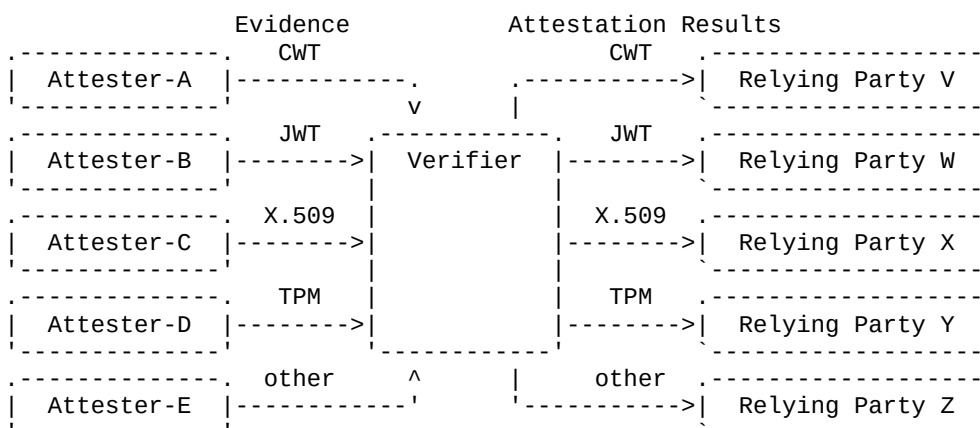 Evidence Attestation Results
CWT CWT
Attester-A Relying Party V
JWT JWT
Attester-B Verifier Relying Party W
X.509 X.509
Attester-C Relying Party X
TPM TPM
Attester-D Relying Party Y
other other
Attester-E Relying Party Z